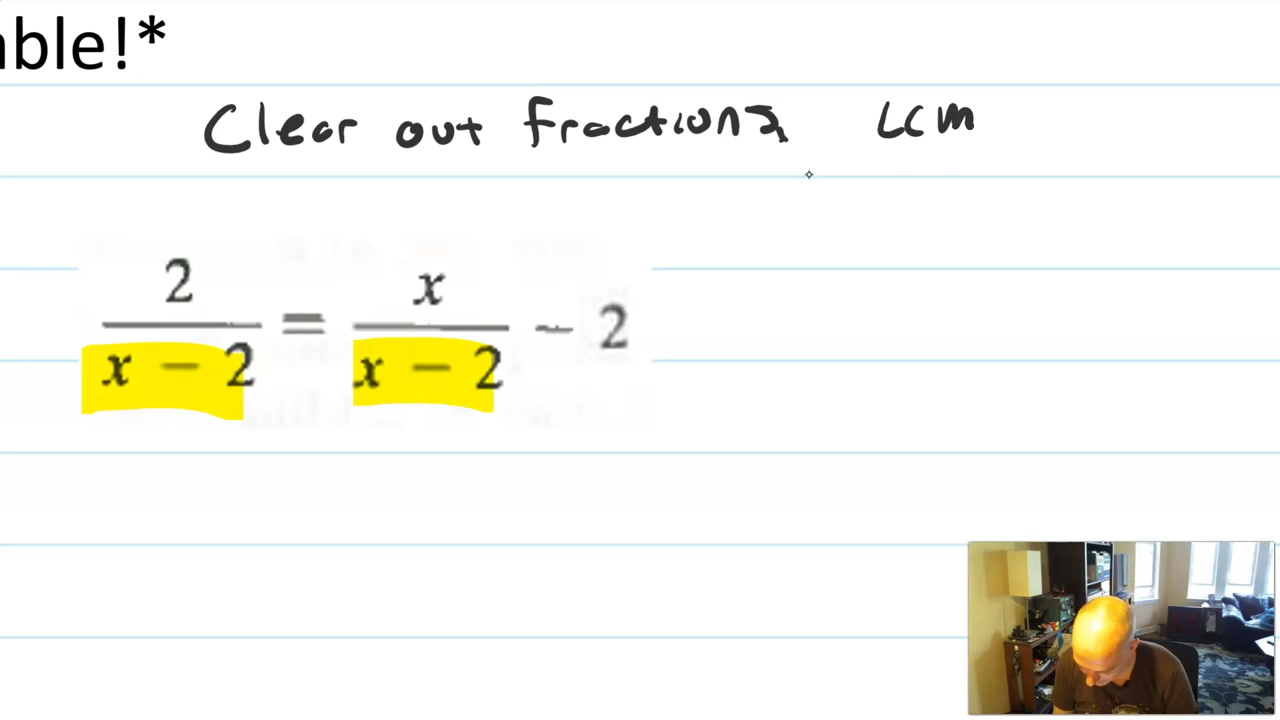 able!*
Clear out fractions, LCM
2/(x − 2) = x/(x − 2) − 2